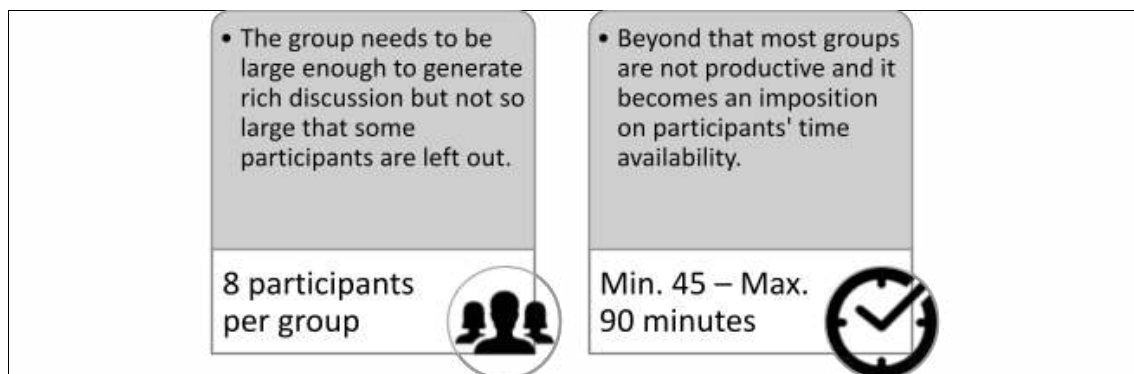 • The group needs to be
large enough to generate
rich discussion but not so
large that some
participants are left out.
8 participants
per group
• Beyond that most groups
are not productive and it
becomes an imposition
on participants' time
availability.
Min. 45 – Max.
90 minutes